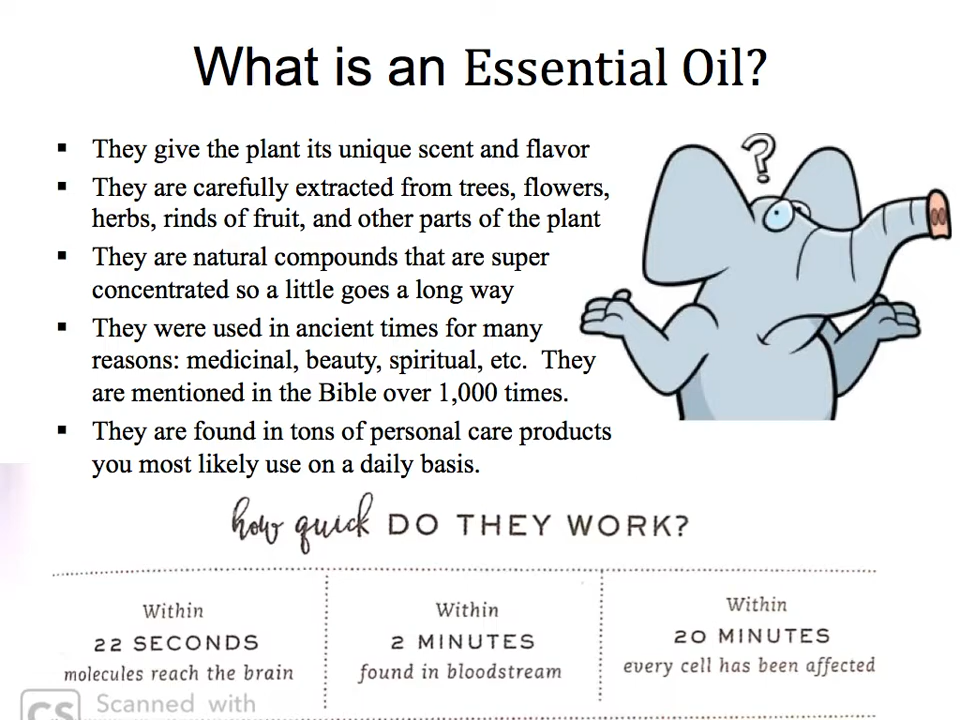 What is an Essential Oil?
▪ They give the plant its unique scent and flavor
▪ They are carefully extracted from trees, flowers,
herbs, rinds of fruit, and other parts of the plant
▪ They are natural compounds that are super
concentrated so a little goes a long way
▪ They were used in ancient times for many
reasons: medicinal, beauty, spiritual, etc. They
are mentioned in the Bible over 1,000 times.
▪ They are found in tons of personal care products
you most likely use on a daily basis.
?
how quick DO THEY WORK?
Within
22 SECONDS
molecules reach the brain
Within
2 MINUTES
found in bloodstream
Within
20 MINUTES
every cell has been affected
CS Scanned with